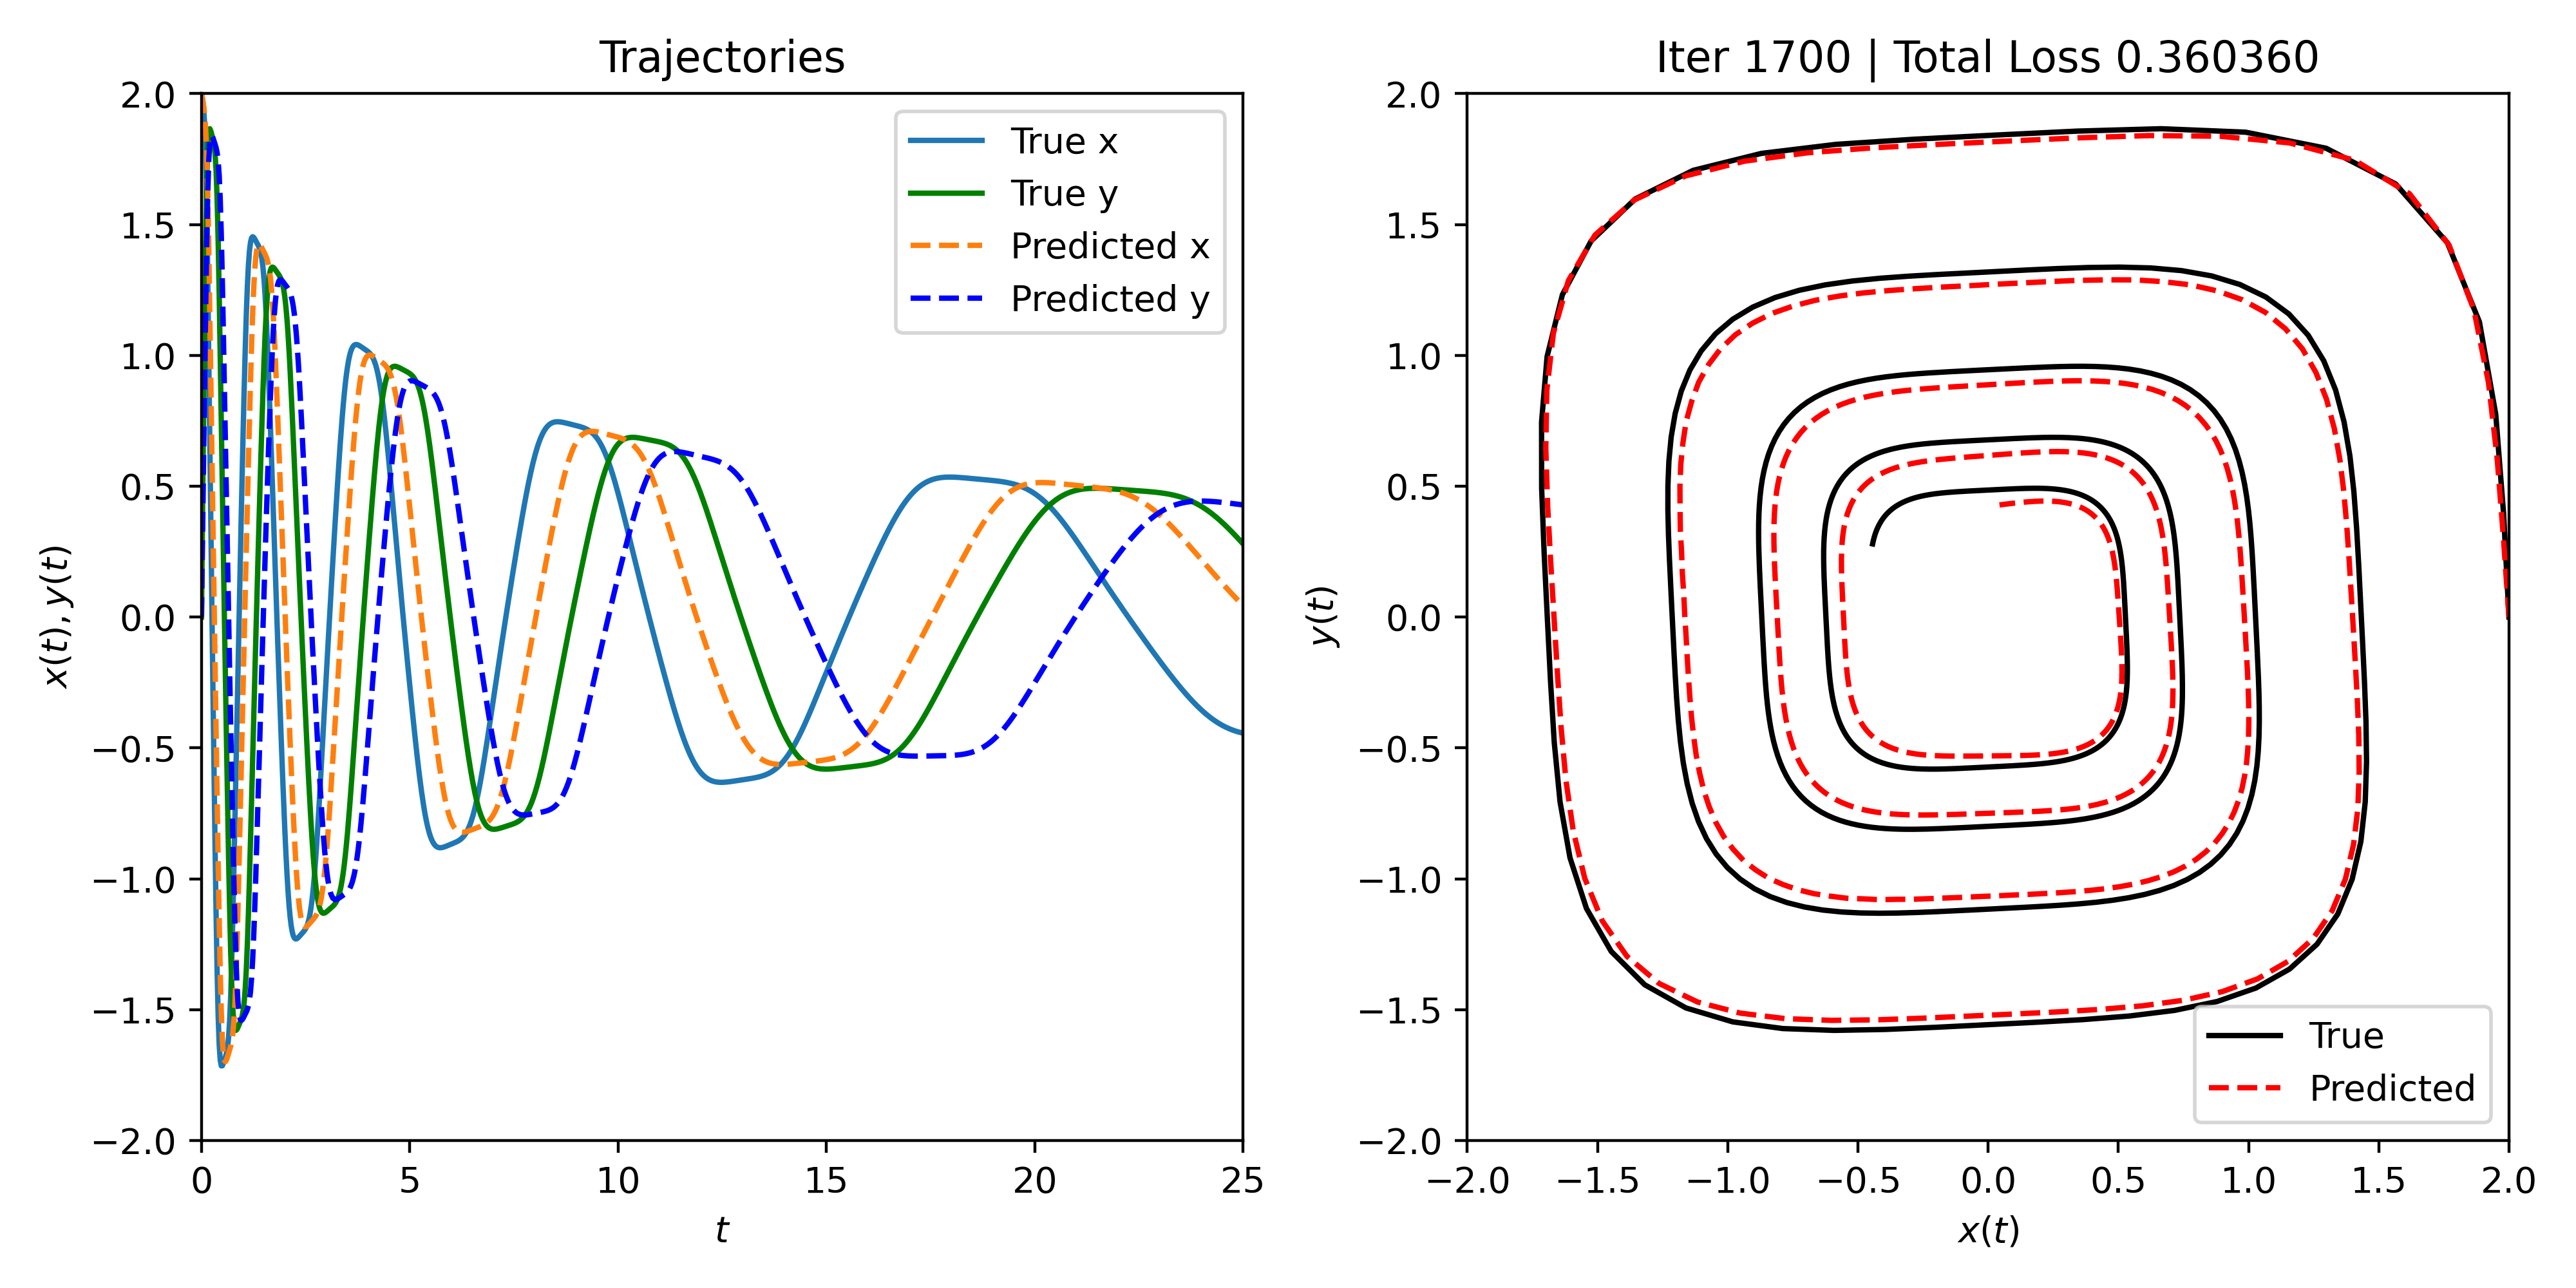 Trajectories
2.0
1.5
1.0
0.5
0.0
−0.5
−1.0
−1.5
−2.0
x(t), y(t)
True x
True y
Predicted x
Predicted y
0 5 10 15 20 25
t
Iter 1700 | Total Loss 0.360360
2.0
1.5
1.0
0.5
0.0
−0.5
−1.0
−1.5
−2.0
y(t)
True
Predicted
−2.0 −1.5 −1.0 −0.5 0.0 0.5 1.0 1.5 2.0
x(t)